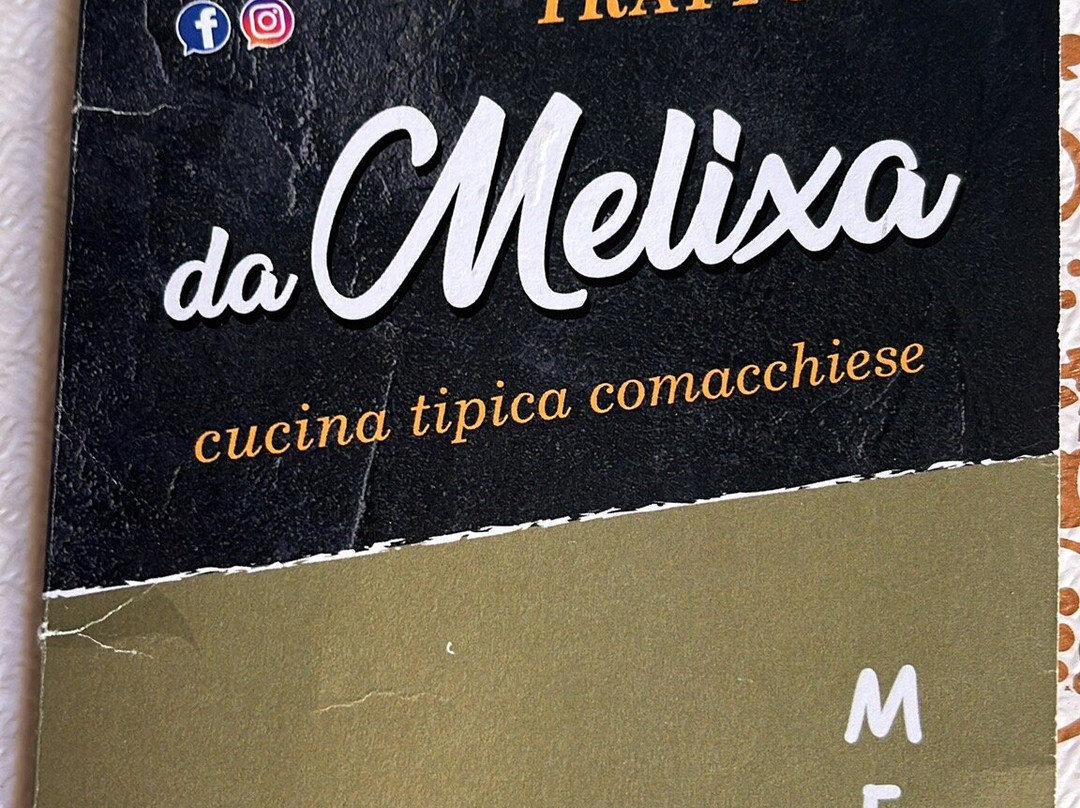 da Melixa
cucina tipica comacchiese
M